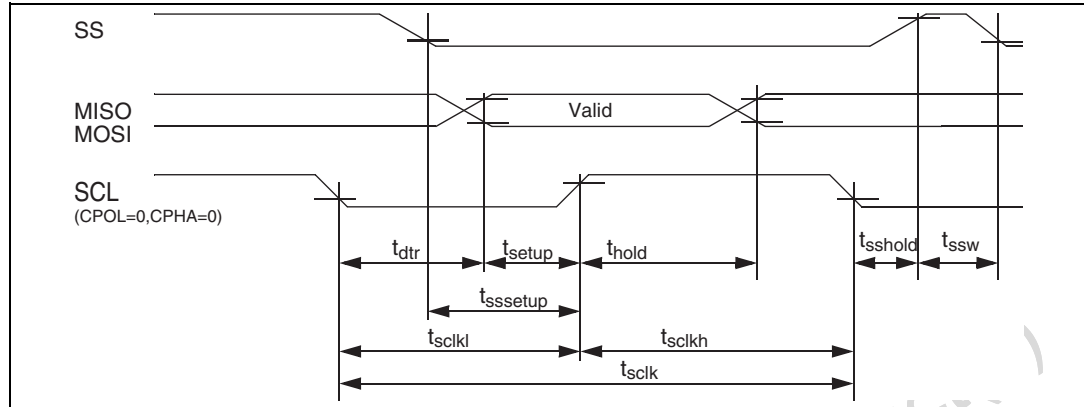 SS
MISO
MOSI
Valid
SCL
(CPOL=0,CPHA=0)
tdtr
tsetup
thold
tsshold
tssw
tsssetup
tsclkl
tsclkh
tsclk